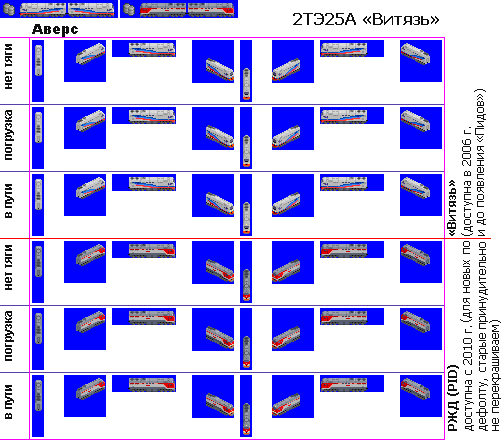 2ТЭ25А «Витязь»
Аверс
нет тяги
погрузка
в пути
нет тяги
погрузка
в пути
«Витязь»
(доступна в 2006 г.
и до появления «Пидов»)
РЖД (PID)
доступна с 2010 г. (для новых по
дефолту, старые принудительно
не перекрашиваем)